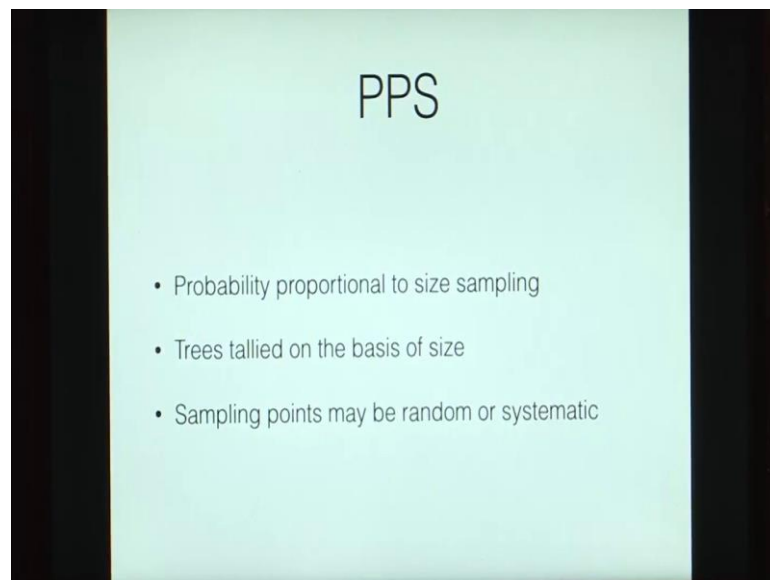 PPS
• Probability proportional to size sampling
• Trees tallied on the basis of size
• Sampling points may be random or systematic